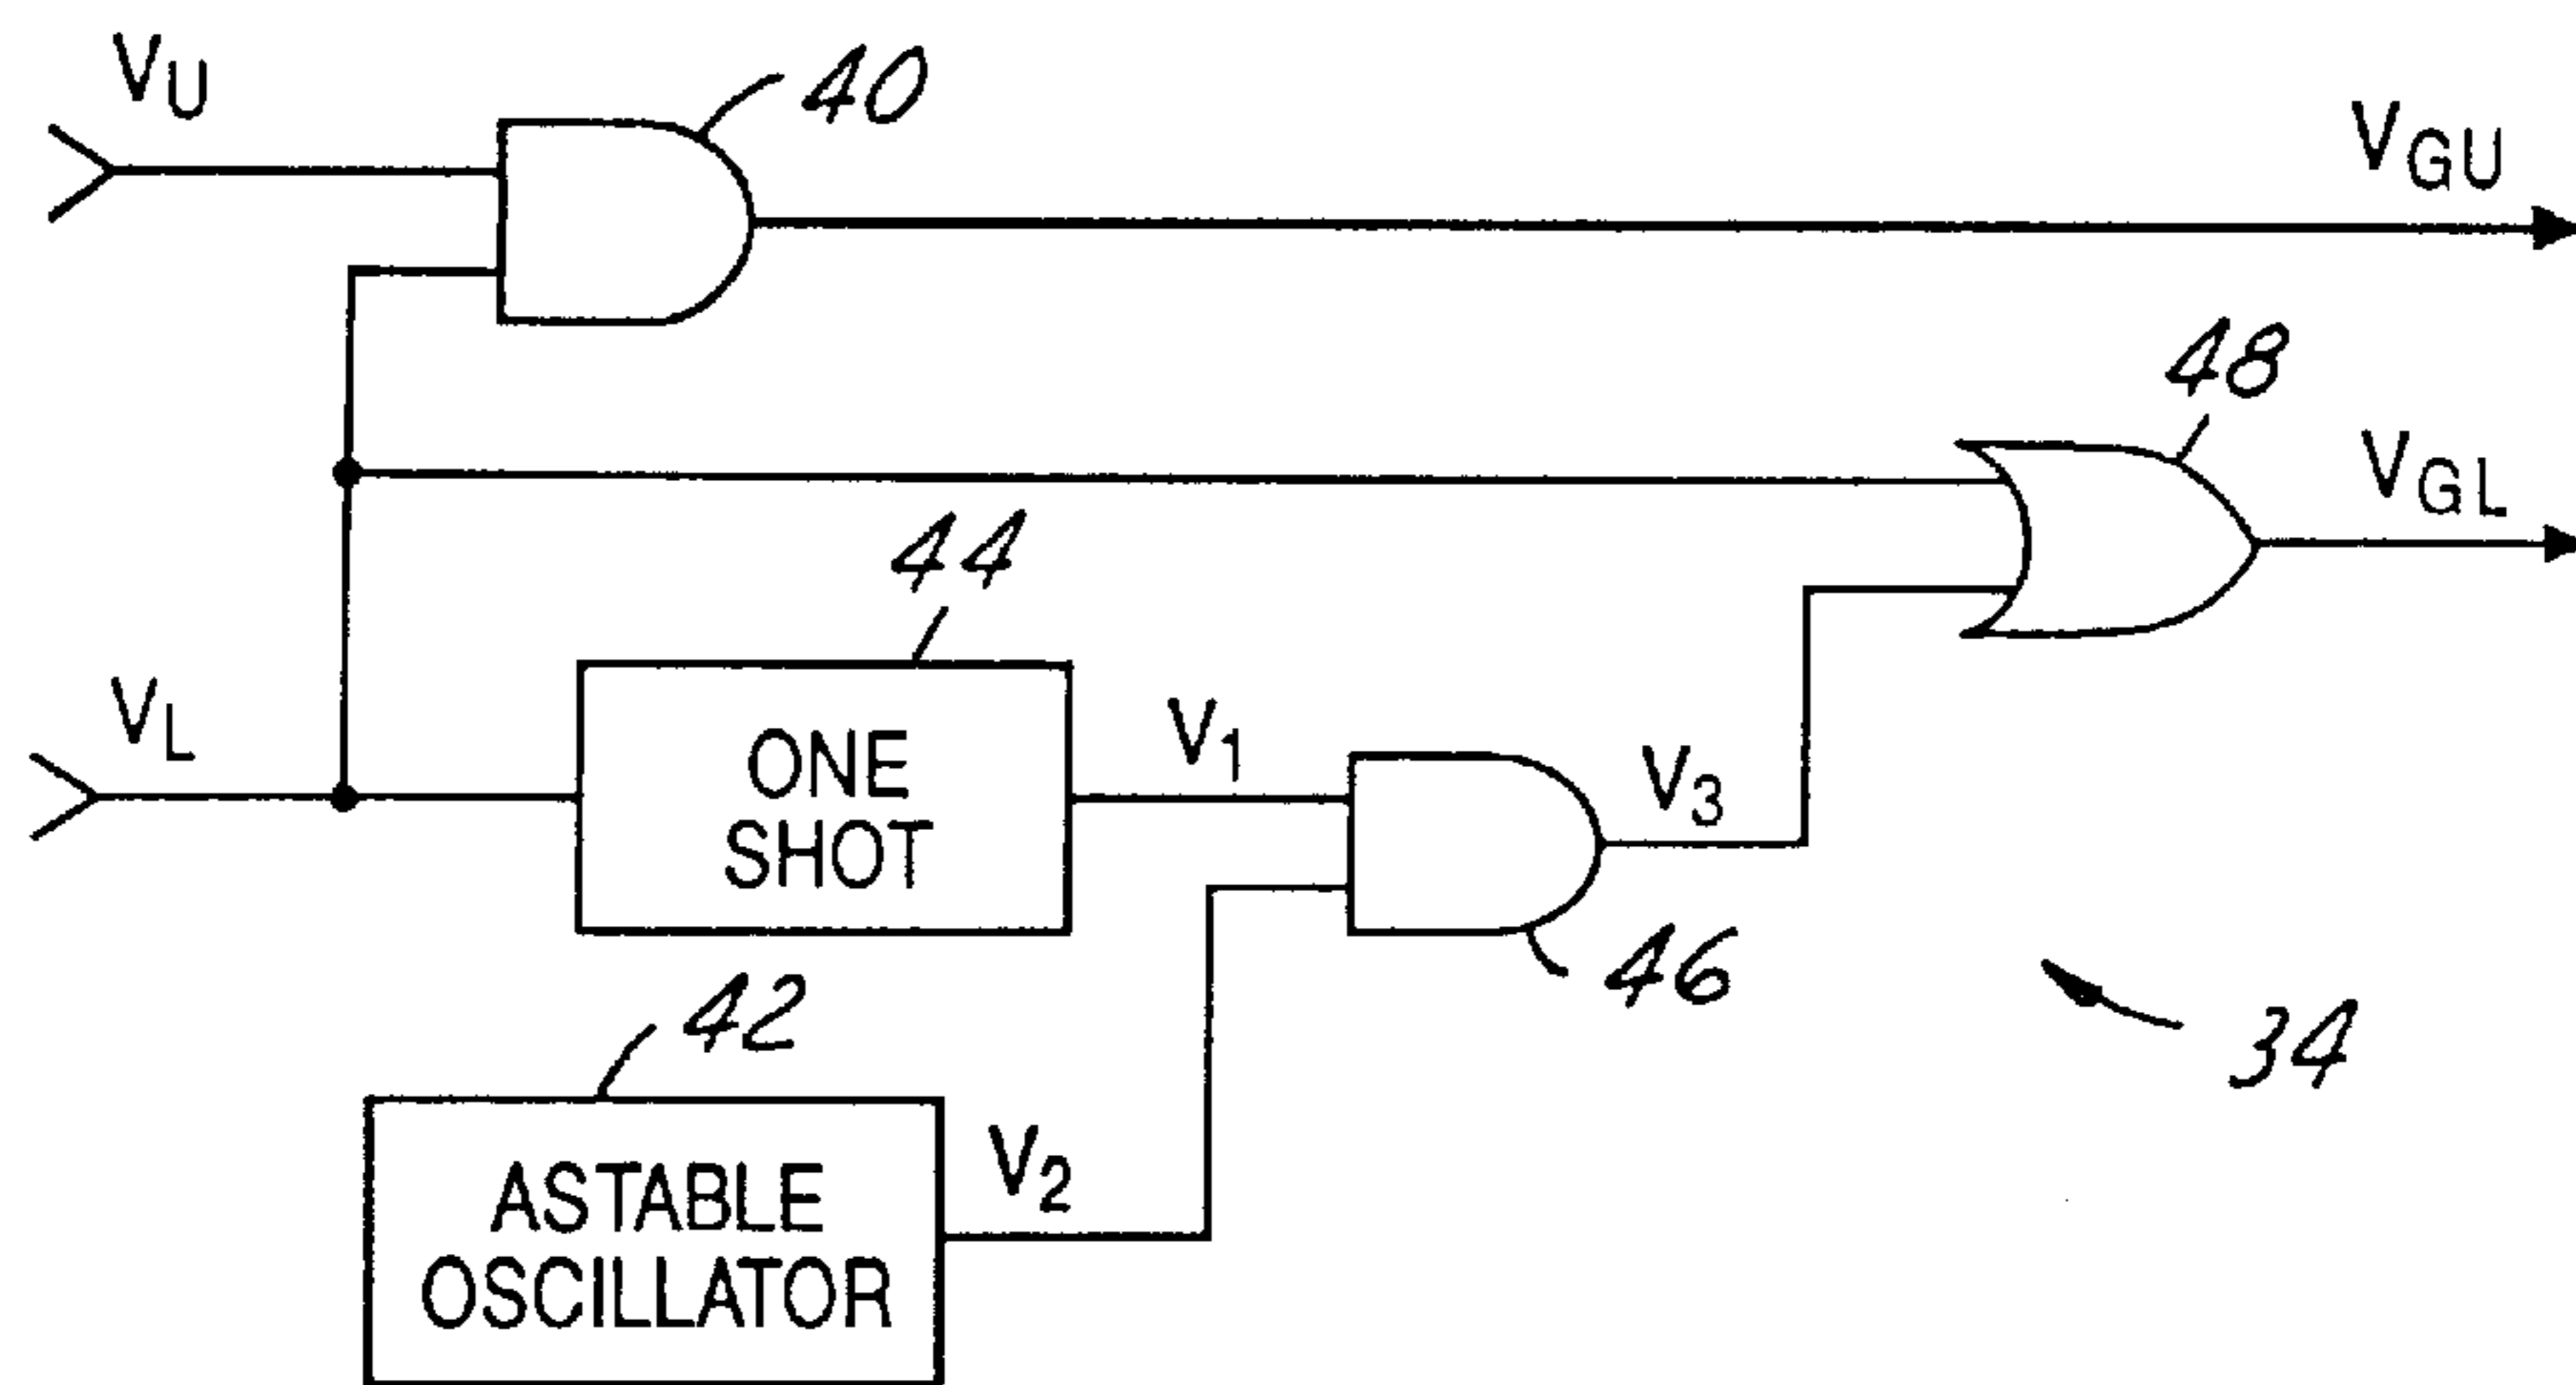 V_U
40
V_GU
48
V_GL
44
V_L
ONE
SHOT
V_1
V_3
46
42
V_2
34
ASTABLE
OSCILLATOR